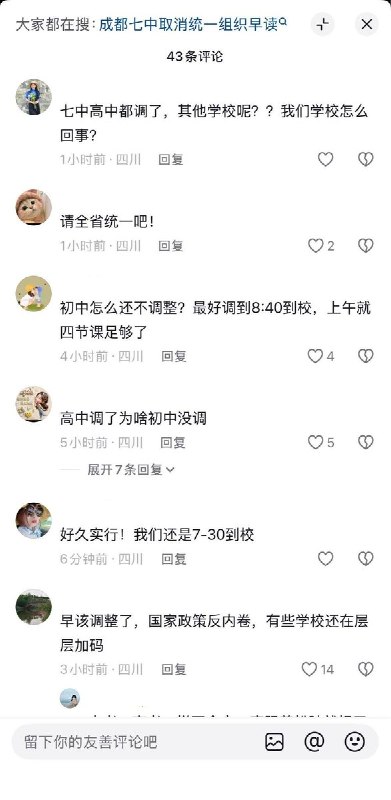 大家都在搜：成都七中取消统一组织早读
43条评论
七中高中都调了，其他学校呢？？我们学校怎么
回事？
1小时前 · 四川 回复
请全省统一吧！
1小时前 · 四川 回复 2
初中怎么还不调整？最好调到8:40到校，上午就
四节课足够了
4小时前 · 四川 回复 4
高中调了为啥初中没调
5小时前 · 四川 回复 5
展开7条回复
好久实行！我们还是7-30到校
6分钟前 · 四川 回复
早该调整了，国家政策反内卷，有些学校还在层
层加码
3小时前 · 四川 回复 14
留下你的友善评论吧